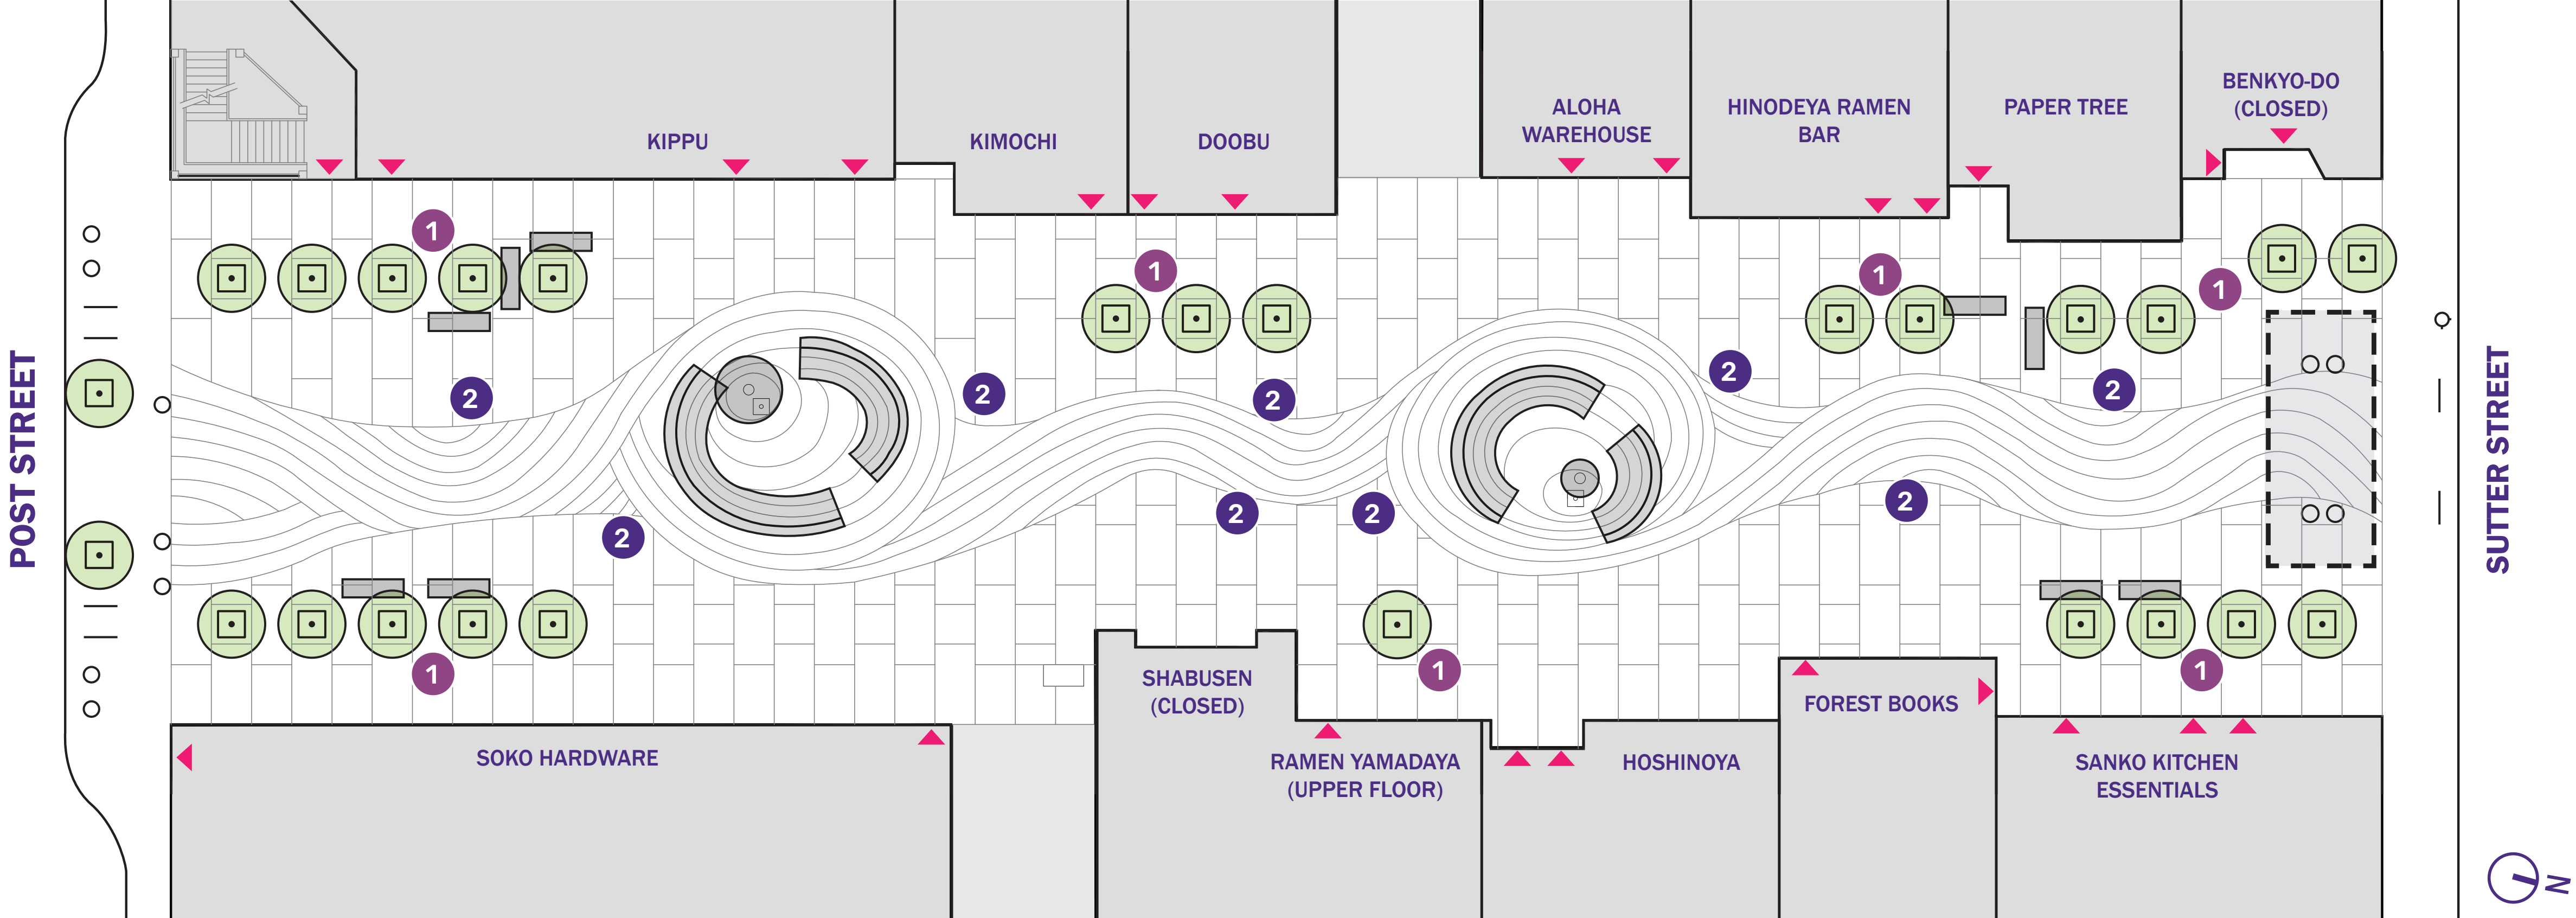 POST STREET
KIPPU
KIMOCHI
DOOBU
ALOHA
WAREHOUSE
HINODEYA RAMEN
BAR
PAPER TREE
BENKYO-DO
(CLOSED)
1
1
1
1
2
2
2
2
2
2
2
2
2
1
1
1
SOKO HARDWARE
SHABUSEN
(CLOSED)
RAMEN YAMADAYA
(UPPER FLOOR)
HOSHINOYA
FOREST BOOKS
SANKO KITCHEN
ESSENTIALS
SUTTER STREET
N